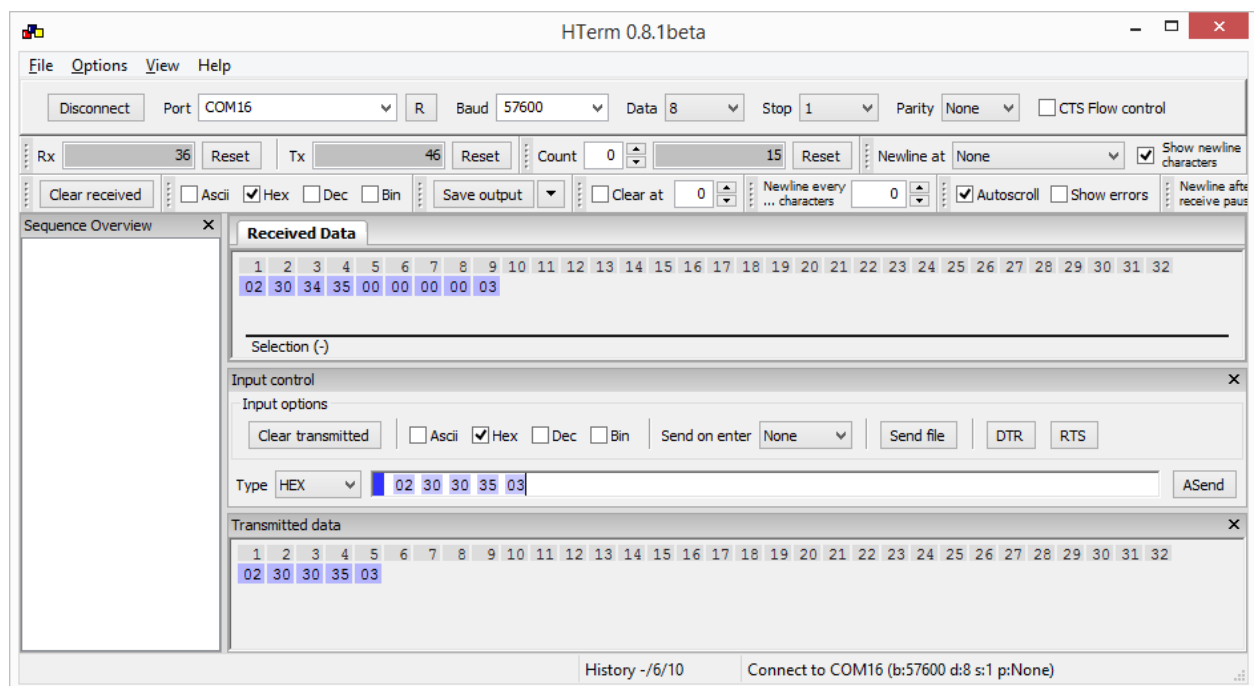 HTerm 0.8.1beta
File Options View Help
Disconnect Port COM16 R Baud 57600 Data 8 Stop 1 Parity None CTS Flow control
Rx 36 Reset Tx 46 Reset Count 0 15 Reset Newline at None Show newline characters
Clear received Ascii Hex Dec Bin Save output Clear at 0 Newline every ... characters 0 Autoscroll Show errors Newline afte receive paus
Sequence Overview
Received Data
1 2 3 4 5 6 7 8 9 10 11 12 13 14 15 16 17 18 19 20 21 22 23 24 25 26 27 28 29 30 31 32
02 30 34 35 00 00 00 00 03
Selection (-)
Input control
Input options
Clear transmitted Ascii Hex Dec Bin Send on enter None Send file DTR RTS
Type HEX 02 30 30 35 03 ASend
Transmitted data
1 2 3 4 5 6 7 8 9 10 11 12 13 14 15 16 17 18 19 20 21 22 23 24 25 26 27 28 29 30 31 32
02 30 30 35 03
History -/6/10 Connect to COM16 (b:57600 d:8 s:1 p:None)